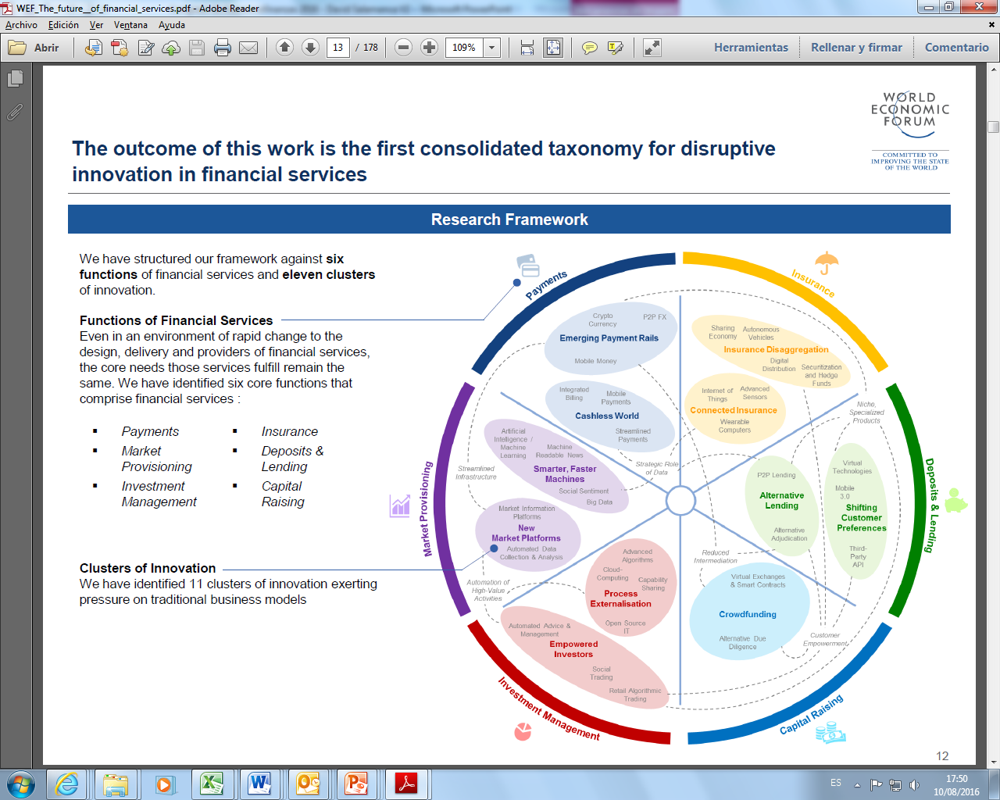 WEF_The_future__of_financial_services.pdf - Adobe Reader
Archivo Edición Ver Ventana Ayuda
Abrir 13 / 178 109% Herramientas Rellenar y firmar Comentario
WORLD
ECONOMIC
FORUM
COMMITTED TO
IMPROVING THE STATE
OF THE WORLD
The outcome of this work is the first consolidated taxonomy for disruptive
innovation in financial services
Research Framework
We have structured our framework against six
functions of financial services and eleven clusters
of innovation.
Functions of Financial Services
Even in an environment of rapid change to the
design, delivery and providers of financial services,
the core needs those services fulfill remain the
same. We have identified six core functions that
comprise financial services :
▪ Payments
▪ Market
Provisioning
▪ Investment
Management
▪ Insurance
▪ Deposits &
Lending
▪ Capital
Raising
Clusters of Innovation
We have identified 11 clusters of innovation exerting
pressure on traditional business models
Payments
Crypto
Currency
P2P FX
Emerging Payment Rails
Mobile Money
Integrated
Billing
Mobile
Payments
Cashless World
Streamlined
Payments
Insurance
Sharing
Economy
Autonomous
Vehicles
Insurance Disaggregation
Digital
Distribution
Securitization
and Hedge
Funds
Internet of
Things
Advanced
Sensors
Connected Insurance
Wearable
Computers
Niche,
Specialized
Products
Market Provisioning
Artificial
Intelligence /
Machine
Learning
Machine
Readable News
Smarter, Faster
Machines
Social Sentiment
Big Data
Streamlined
Infrastructure
Strategic Role
of Data
Market Information
Platforms
New
Market Platforms
Automated Data
Collection & Analysis
Automation of
High-Value
Activities
Deposits & Lending
P2P Lending
Alternative
Lending
Alternative
Adjudication
Virtual
Technologies
Mobile
3.0
Shifting
Customer
Preferences
Third-
Party
API
Reduced
Intermediation
Investment Management
Advanced
Algorithms
Cloud-
Computing
Capability
Sharing
Process
Externalisation
Open Source
IT
Automated Advice &
Management
Empowered
Investors
Social
Trading
Retail Algorithmic
Trading
Capital Raising
Virtual Exchanges
& Smart Contracts
Crowdfunding
Alternative Due
Diligence
Customer
Empowerment
12
ES
17:50
10/08/2016